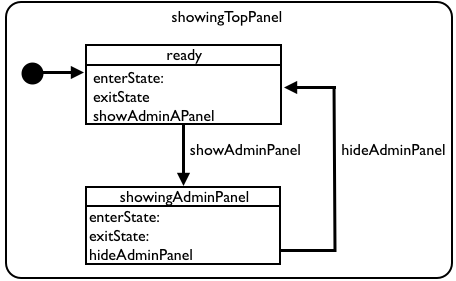 showingTopPanel
ready
enterState:
exitState
showAdminAPanel
showAdminPanel
hideAdminPanel
showingAdminPanel
enterState:
exitState:
hideAdminPanel